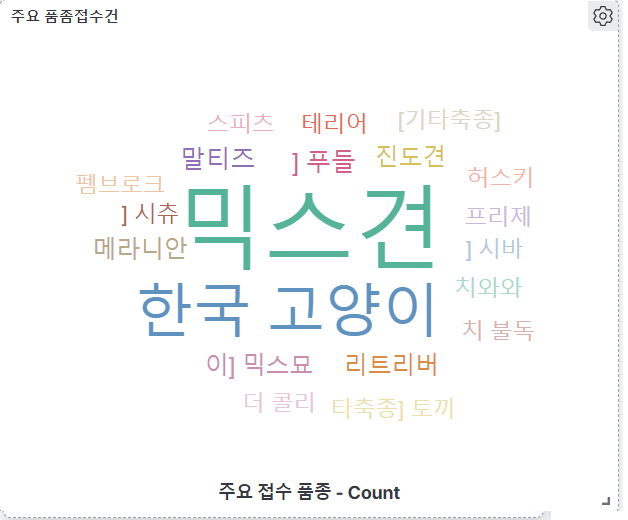 주요 품좀접수건
스피츠
테리어
[기타축종]
말티즈
] 푸들
진도견
펨브로크
허스키
] 시츄
믹스견
프리제
메라니안
] 시바
한국 고양이
치와와
치 불독
이] 믹스묘
리트리버
더 콜리
타축종] 토끼
주요 접수 품종 - Count